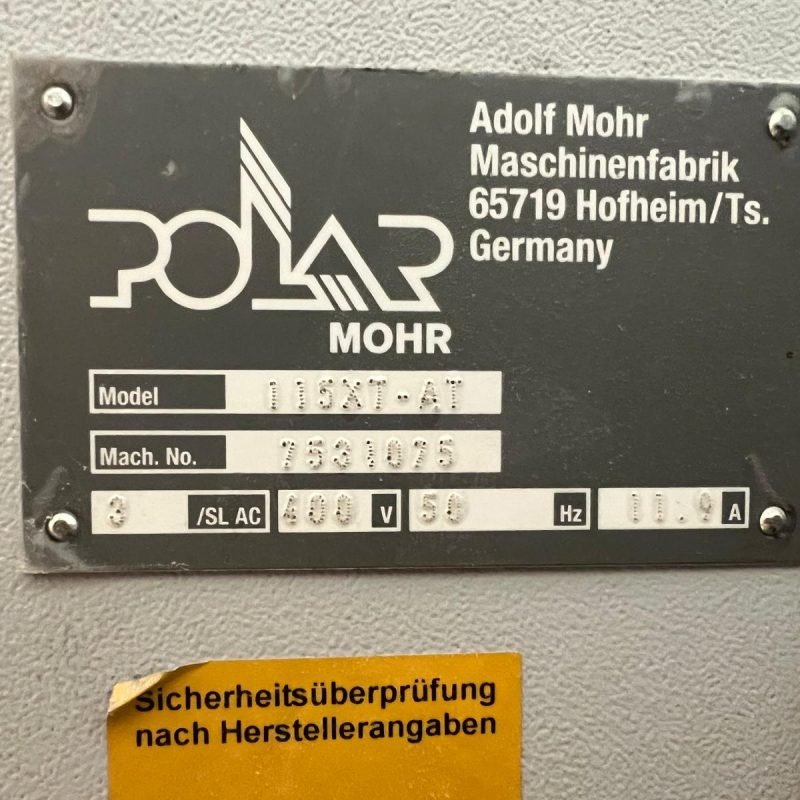 POLAR
MOHR
Adolf Mohr
Maschinenfabrik
65719 Hofheim/Ts.
Germany
Model 115XT-AT
Mach. No. 7531075
3 /SL AC 400 V 50 Hz 11.9 A
Sicherheitsüberprüfung
nach Herstellerangaben